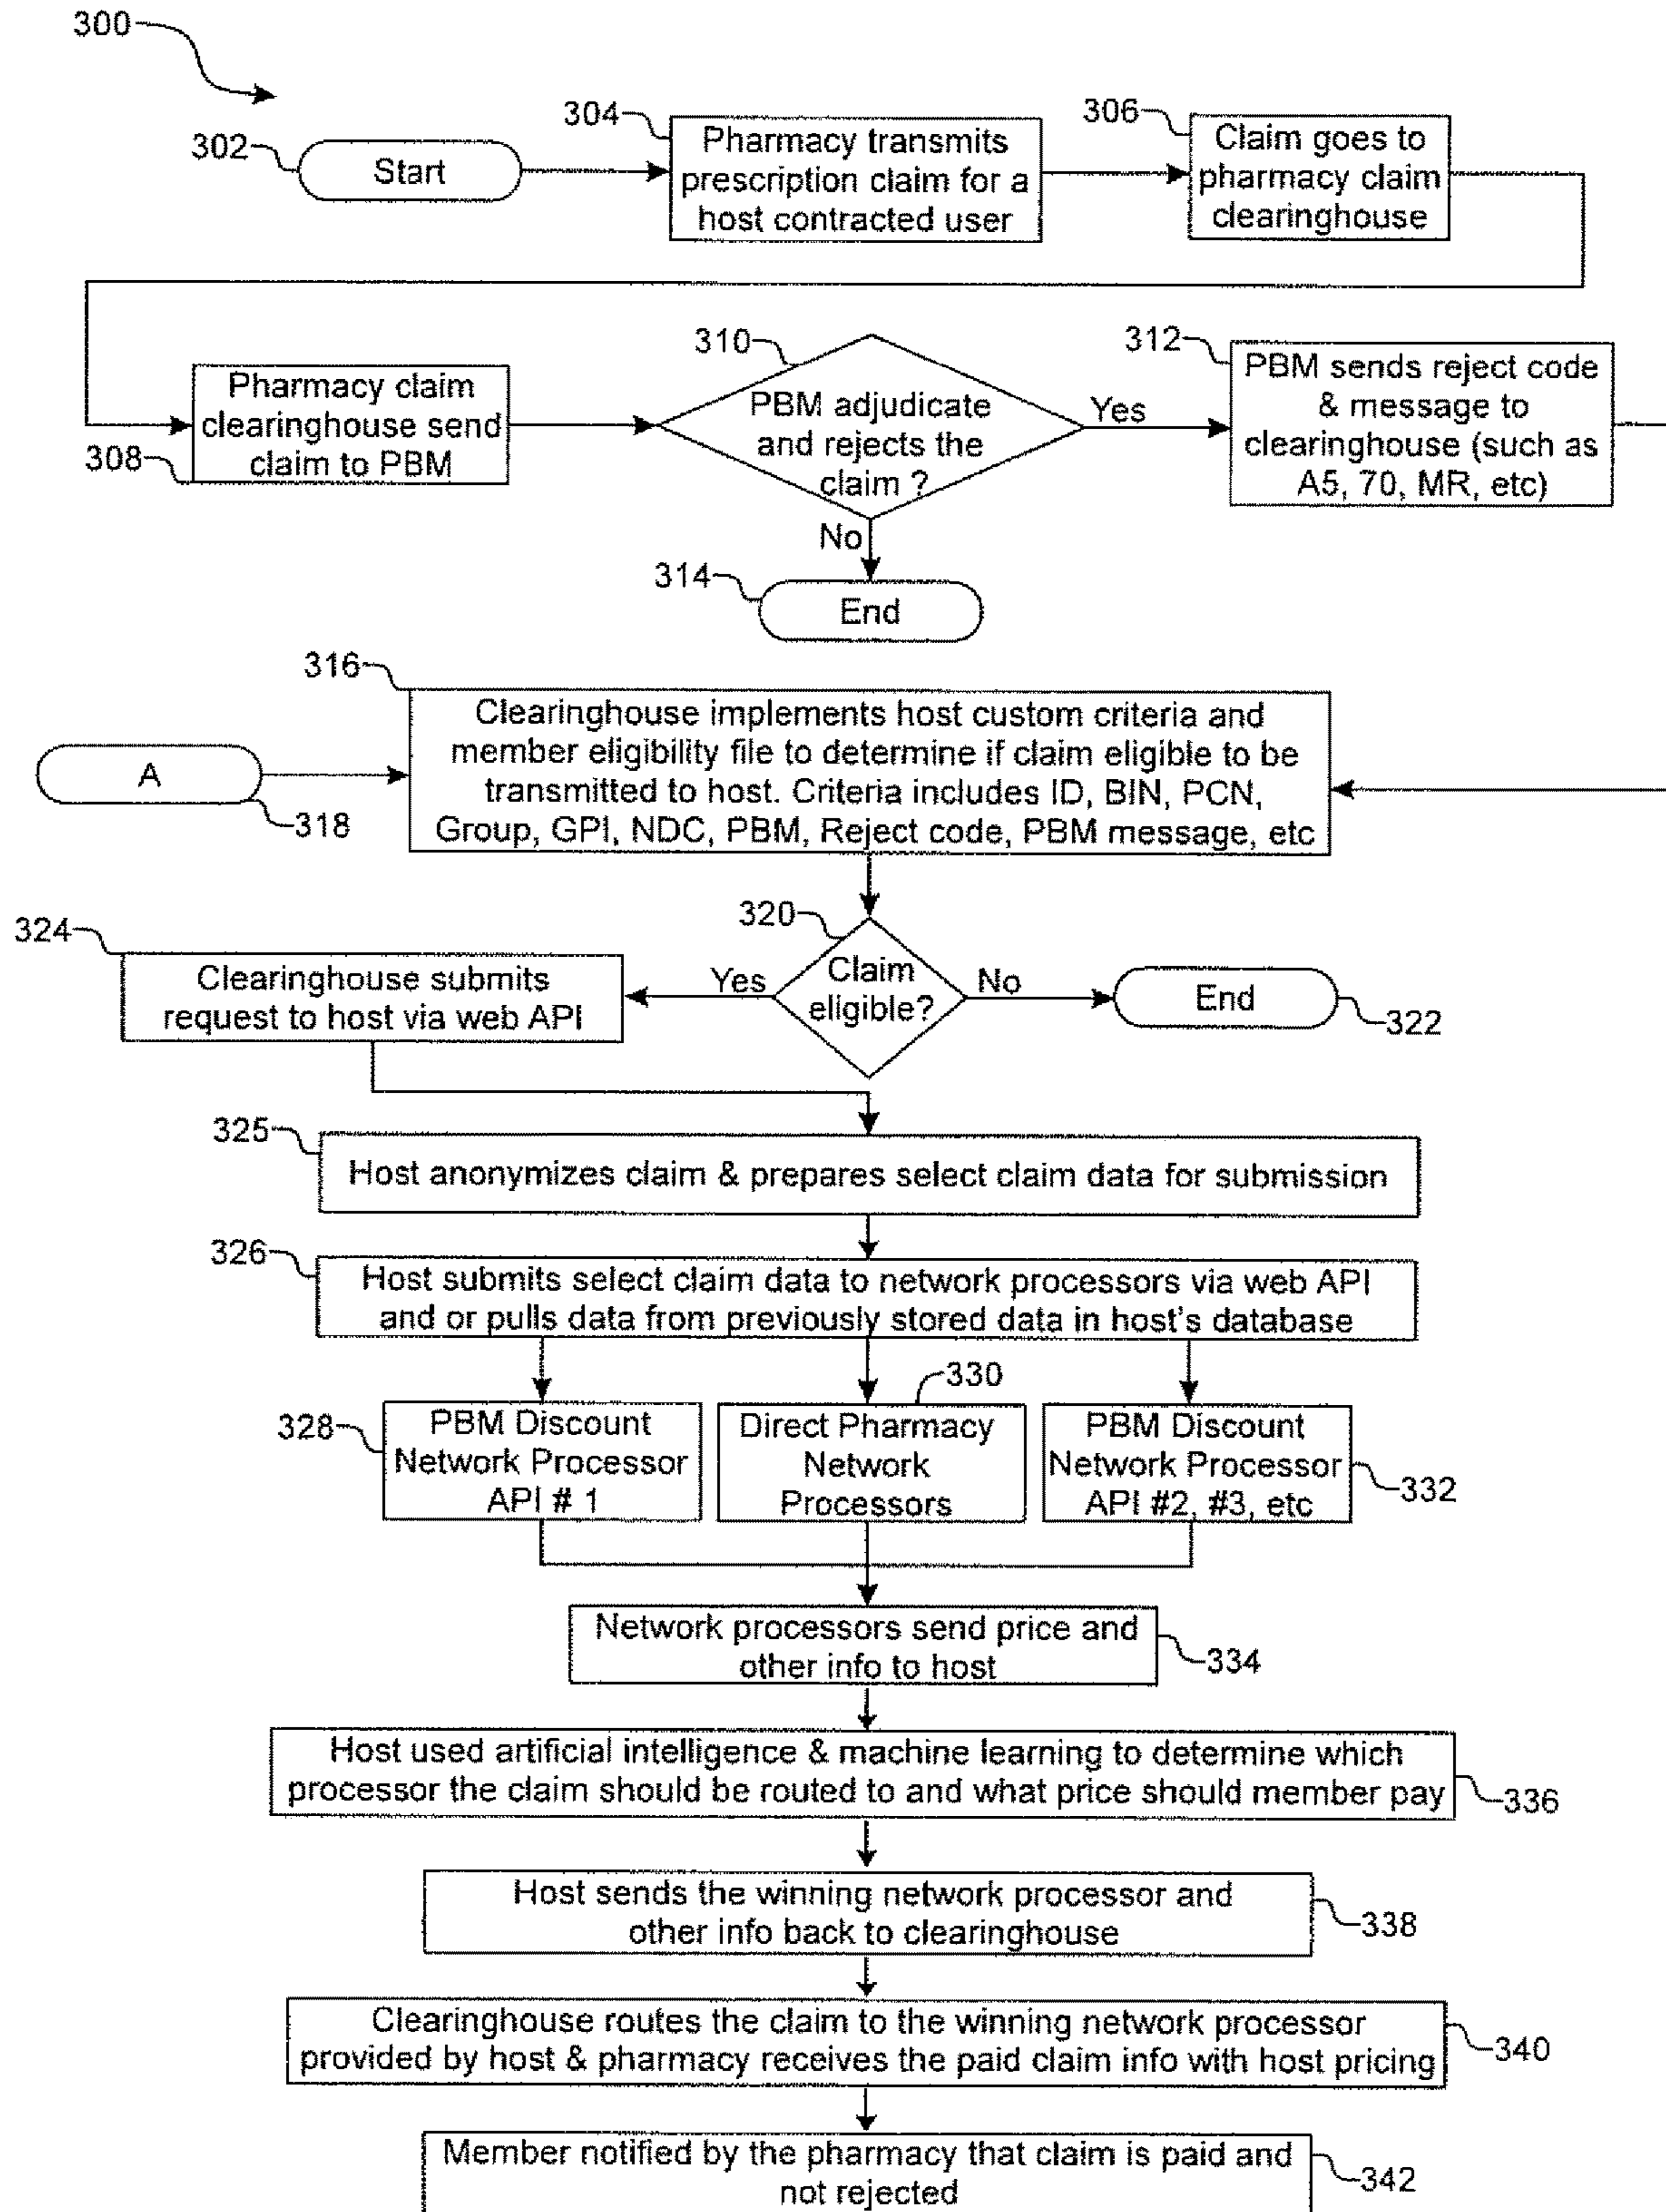 300
302
Start
304
Pharmacy transmits
prescription claim for a
host contracted user
306
Claim goes to
pharmacy claim
clearinghouse
308
Pharmacy claim
clearinghouse send
claim to PBM
310
PBM adjudicate
and rejects the
claim ?
Yes
No
312
PBM sends reject code
& message to
clearinghouse (such as
A5, 70, MR, etc)
314
End
316
Clearinghouse implements host custom criteria and
member eligibility file to determine if claim eligible to be
transmitted to host. Criteria includes ID, BIN, PCN,
Group, GPI, NDC, PBM, Reject code, PBM message, etc
A
318
320
Claim
eligible?
Yes
No
End
322
324
Clearinghouse submits
request to host via web API
325
Host anonymizes claim & prepares select claim data for submission
326
Host submits select claim data to network processors via web API
and or pulls data from previously stored data in host's database
328
PBM Discount
Network Processor
API # 1
330
Direct Pharmacy
Network
Processors
PBM Discount
Network Processor
API #2, #3, etc
332
Network processors send price and
other info to host
334
Host used artificial intelligence & machine learning to determine which
processor the claim should be routed to and what price should member pay
336
Host sends the winning network processor and
other info back to clearinghouse
338
Clearinghouse routes the claim to the winning network processor
provided by host & pharmacy receives the paid claim info with host pricing
340
Member notified by the pharmacy that claim is paid and
not rejected
342